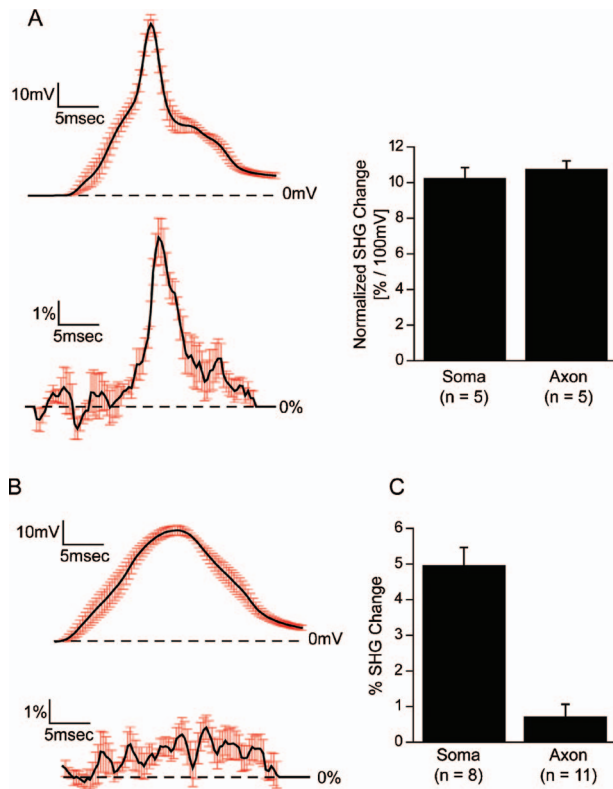 A
10mV
5msec
0mV
1%
5msec
0%
Normalized SHG Change
[% / 100mV]
12
10
8
6
4
2
0
Soma
(n = 5)
Axon
(n = 5)
B
10mV
5msec
0mV
1%
5msec
0%
C
% SHG Change
6
5
4
3
2
1
0
Soma
(n = 8)
Axon
(n = 11)